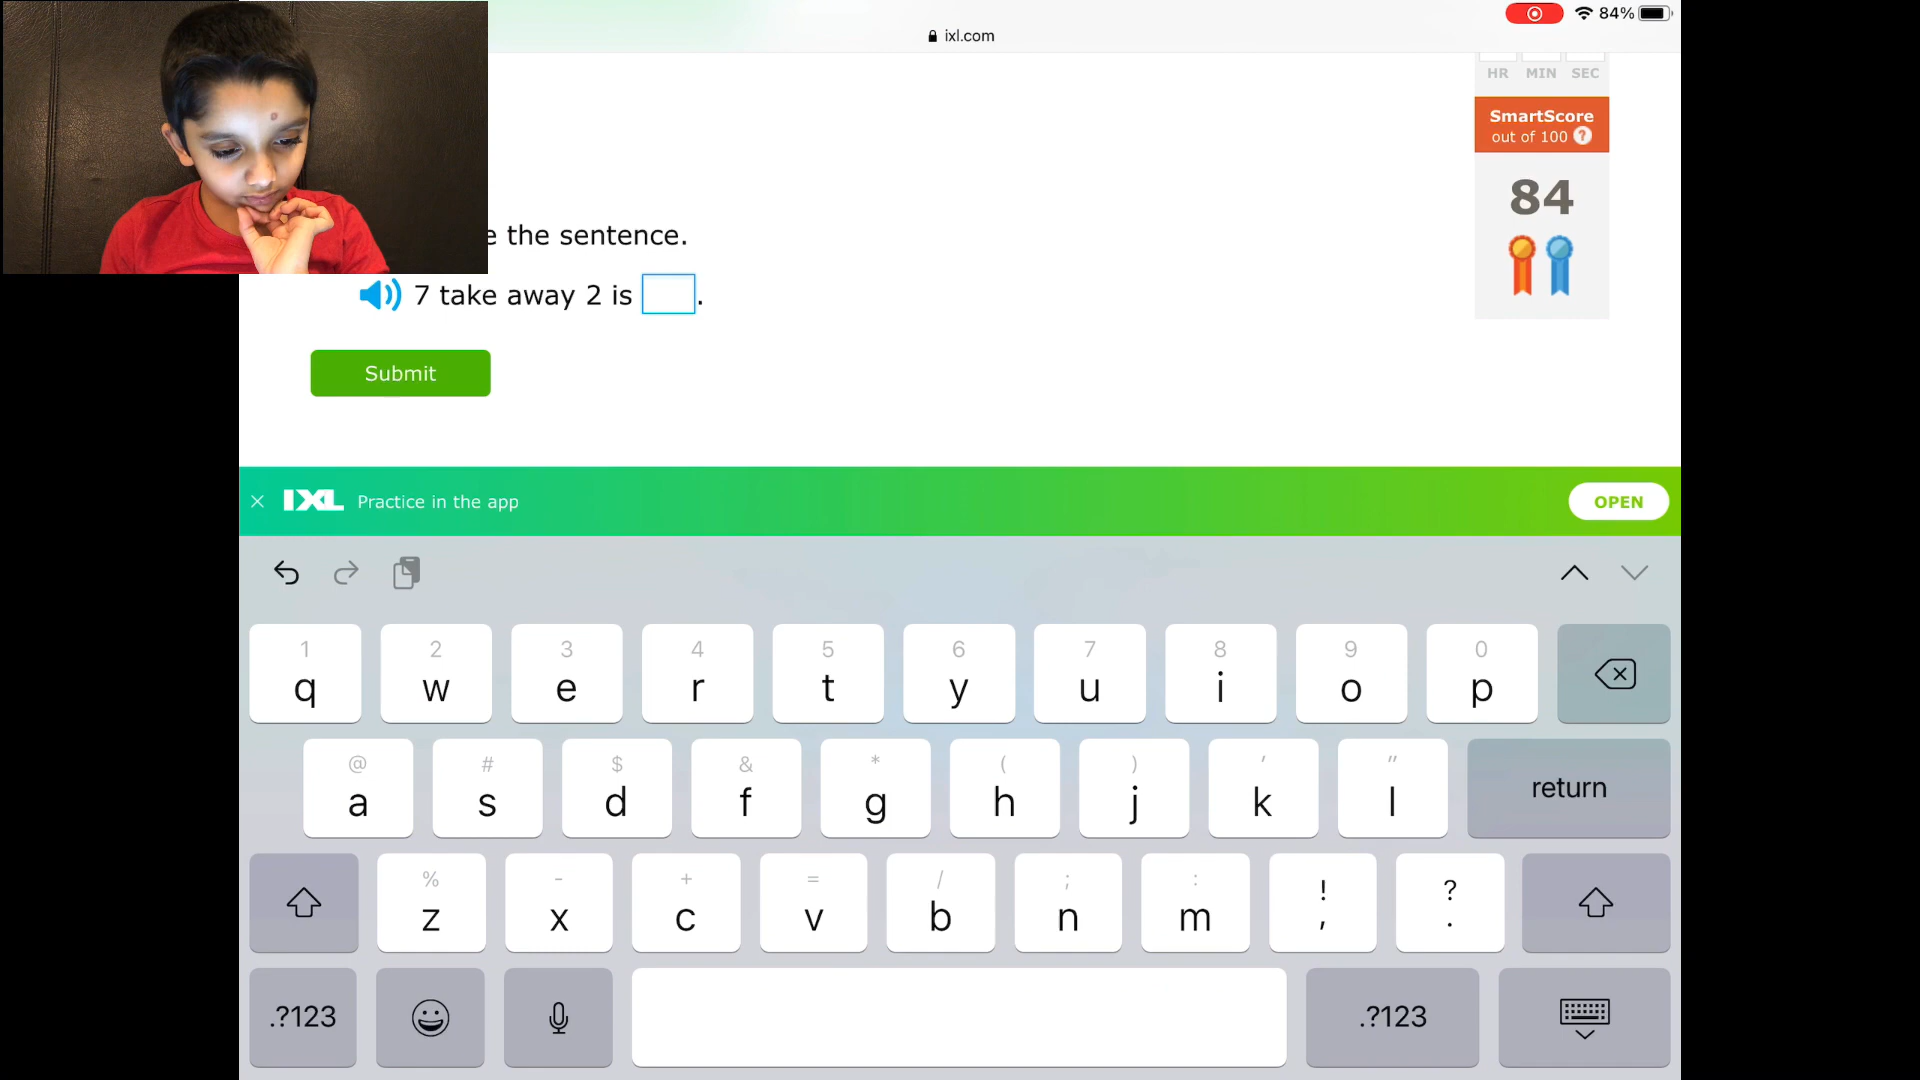 84%
ixl.com
HR MIN SEC
SmartScore
out of 100 ?
84
e the sentence.
7 take away 2 is .
Submit
IXL Practice in the app
OPEN
1 2 3 4 5 6 7 8 9 0
q w e r t y u i o p
@ # $ & * ( ) ' "
a s d f g h j k l return
% - + = / ; : ! ?
z x c v b n m , .
.?123 .?123